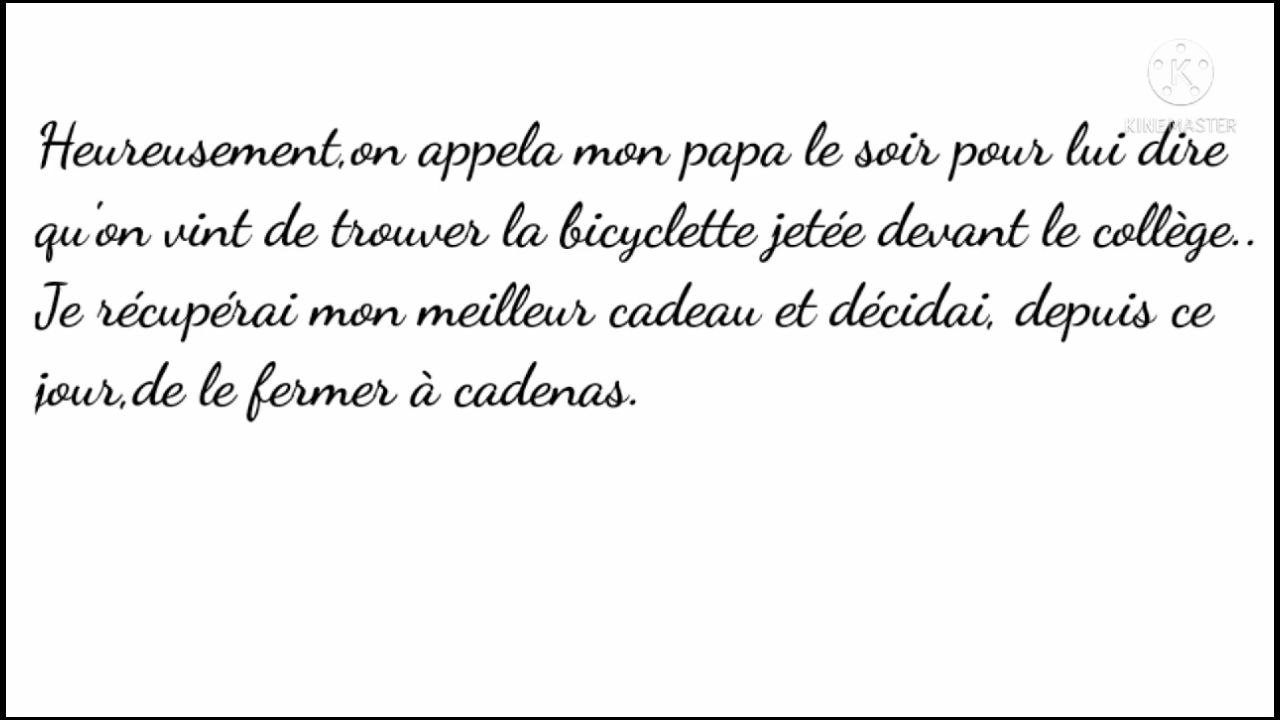 KINEMASTER
Heureusement,on appela mon papa le soir pour lui dire
qu'on vint de trouver la bicyclette jetée devant le collège..
Je récupérai mon meilleur cadeau et décidai, depuis ce
jour,de le fermer à cadenas.